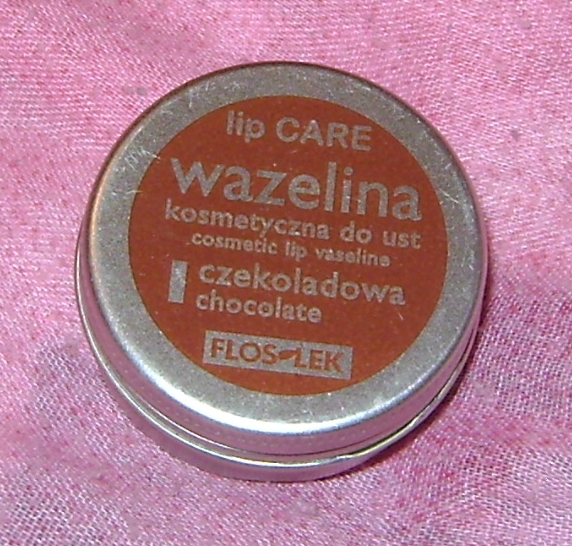 lip CARE
wazelina
kosmetyczna do ust
cosmetic lip vaseline
czekoladowa
chocolate
FLOS-LEK